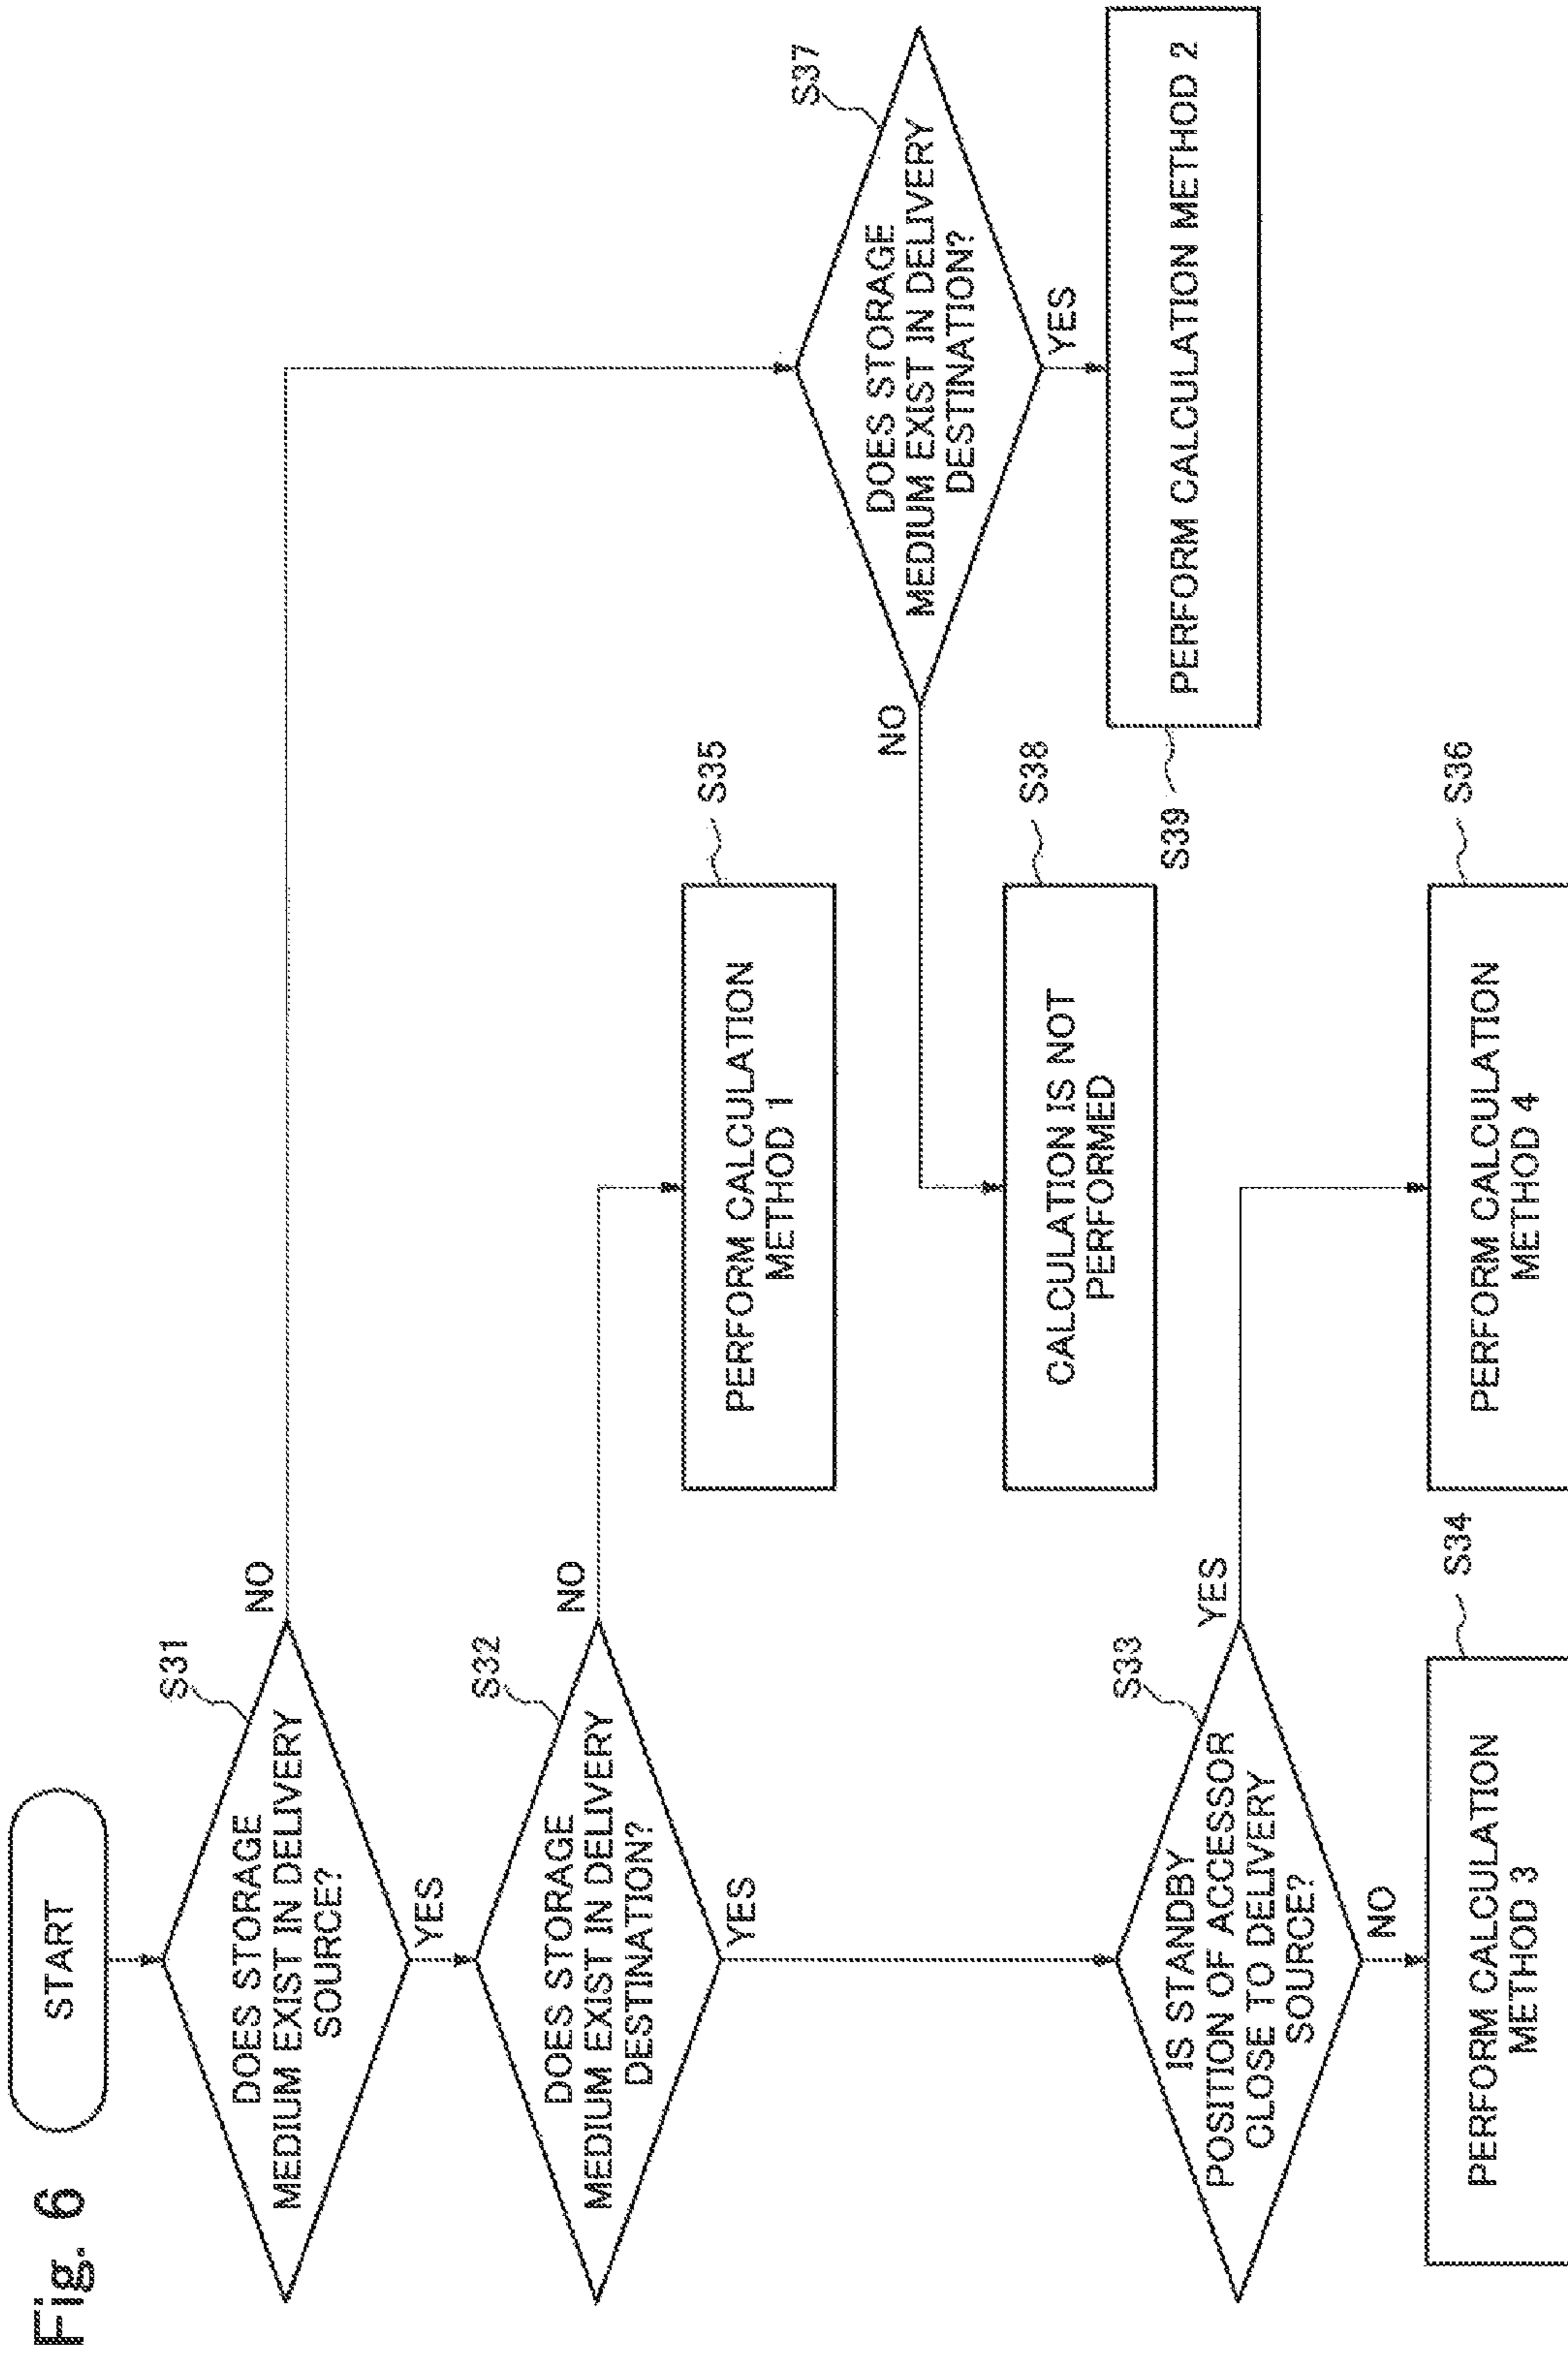 Fig. 6
START
S31
DOES STORAGE
MEDIUM EXIST IN DELIVERY
SOURCE?
NO
YES
S32
DOES STORAGE
MEDIUM EXIST IN DELIVERY
DESTINATION?
NO
YES
S35
PERFORM CALCULATION
METHOD 1
S37
DOES STORAGE
MEDIUM EXIST IN DELIVERY
DESTINATION?
NO
YES
S38
CALCULATION IS NOT
PERFORMED
S39
PERFORM CALCULATION METHOD 2
S33
IS STANDBY
POSITION OF ACCESSOR
CLOSE TO DELIVERY
SOURCE?
YES
NO
S34
PERFORM CALCULATION
METHOD 3
S36
PERFORM CALCULATION
METHOD 4